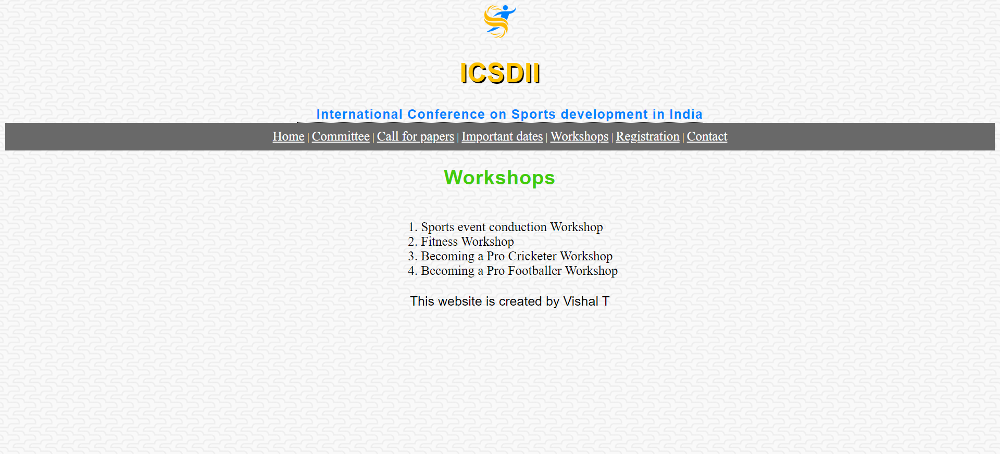 ICSDII
International Conference on Sports development in India
Home | Committee | Call for papers | Important dates | Workshops | Registration | Contact
Workshops
1. Sports event conduction Workshop
2. Fitness Workshop
3. Becoming a Pro Cricketer Workshop
4. Becoming a Pro Footballer Workshop
This website is created by Vishal T